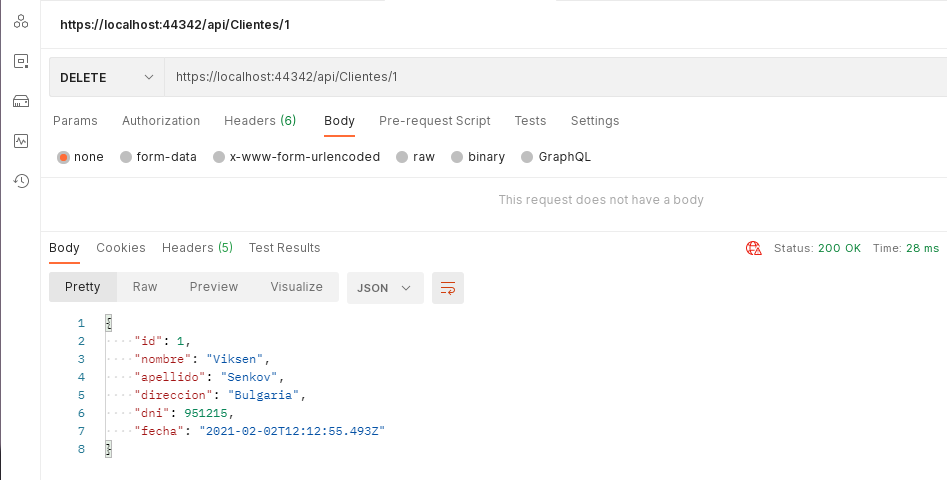 https://localhost:44342/api/Clientes/1
DELETE https://localhost:44342/api/Clientes/1
Params Authorization Headers (6) Body Pre-request Script Tests Settings
none form-data x-www-form-urlencoded raw binary GraphQL
This request does not have a body
Body Cookies Headers (5) Test Results Status: 200 OK Time: 28 ms
Pretty Raw Preview Visualize JSON
1 {
2 "id": 1,
3 "nombre": "Viksen",
4 "apellido": "Senkov",
5 "direccion": "Bulgaria",
6 "dni": 951215,
7 "fecha": "2021-02-02T12:12:55.493Z"
8 }